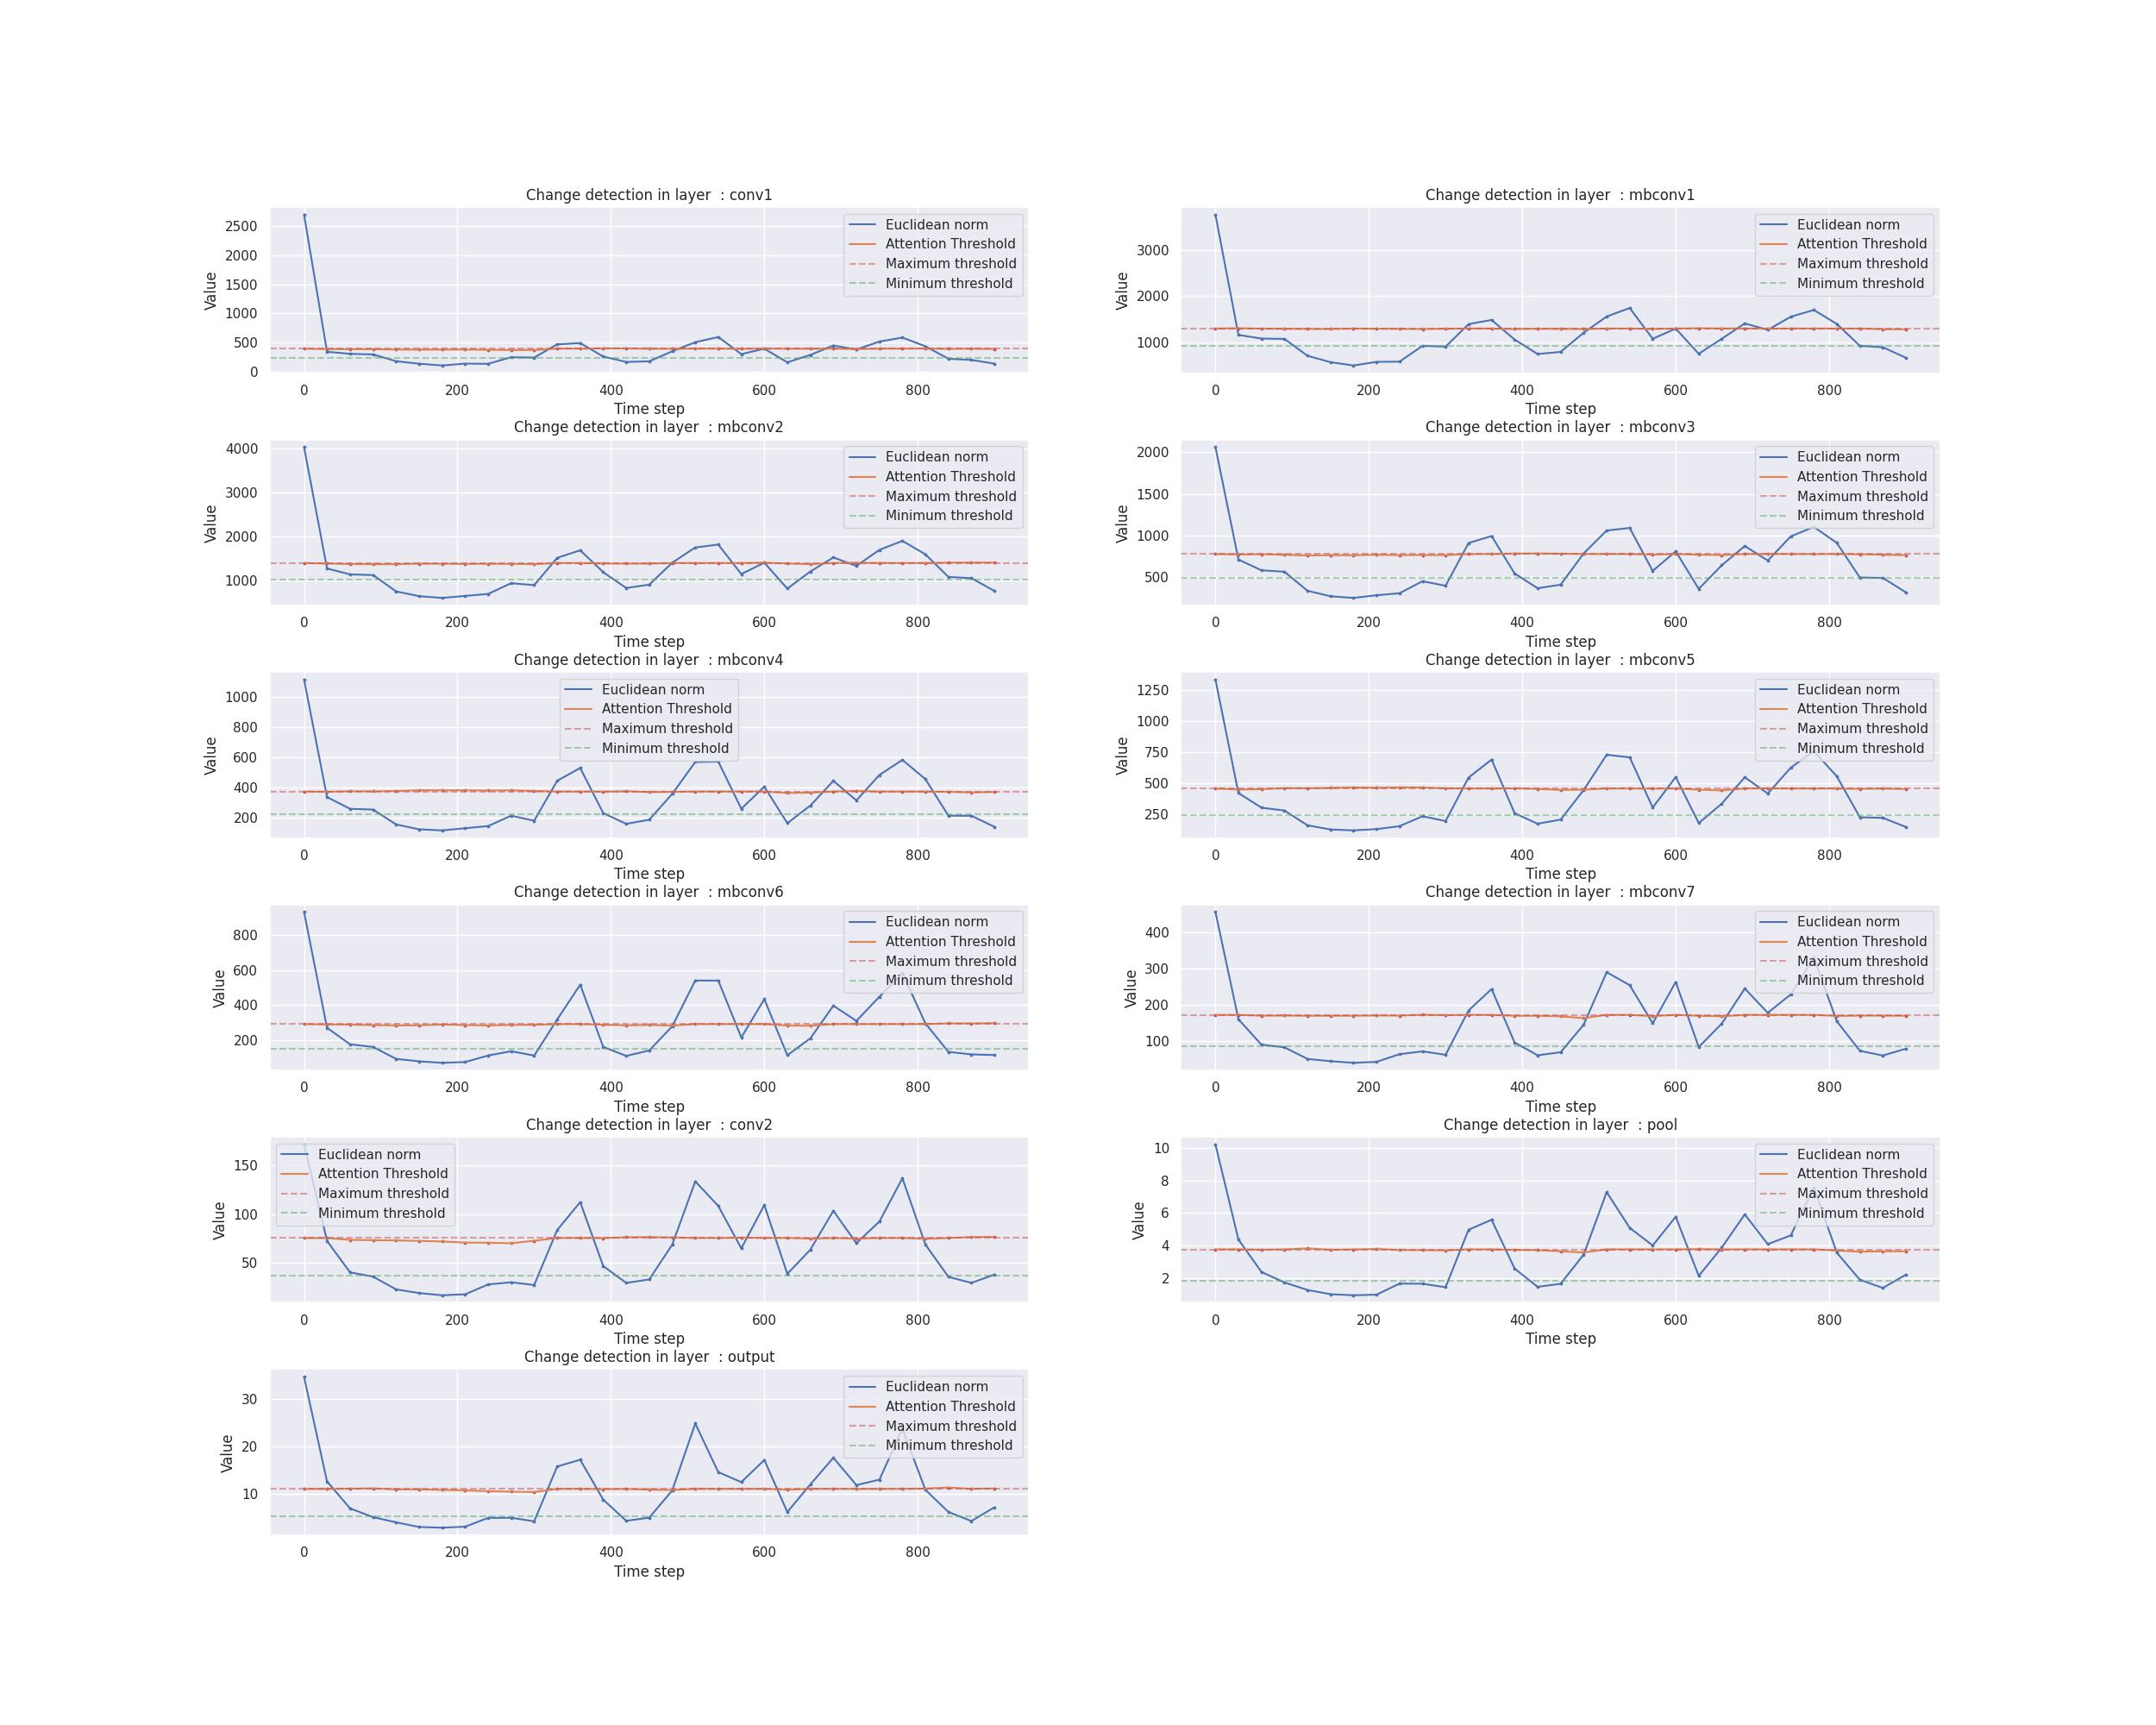 Change detection in layer  : conv1
Value
2500
2000
1500
1000
500
0
Euclidean norm
Attention Threshold
Maximum threshold
Minimum threshold
0 200 400 600 800
Time step
Change detection in layer  : mbconv1
Value
3000
2000
1000
Euclidean norm
Attention Threshold
Maximum threshold
Minimum threshold
0 200 400 600 800
Time step
Change detection in layer  : mbconv2
Value
4000
3000
2000
1000
Euclidean norm
Attention Threshold
Maximum threshold
Minimum threshold
0 200 400 600 800
Time step
Change detection in layer  : mbconv3
Value
2000
1500
1000
500
Euclidean norm
Attention Threshold
Maximum threshold
Minimum threshold
0 200 400 600 800
Time step
Change detection in layer  : mbconv4
Value
1000
800
600
400
200
Euclidean norm
Attention Threshold
Maximum threshold
Minimum threshold
0 200 400 600 800
Time step
Change detection in layer  : mbconv5
Value
1250
1000
750
500
250
Euclidean norm
Attention Threshold
Maximum threshold
Minimum threshold
0 200 400 600 800
Time step
Change detection in layer  : mbconv6
Value
800
600
400
200
Euclidean norm
Attention Threshold
Maximum threshold
Minimum threshold
0 200 400 600 800
Time step
Change detection in layer  : mbconv7
Value
400
300
200
100
Euclidean norm
Attention Threshold
Maximum threshold
Minimum threshold
0 200 400 600 800
Time step
Change detection in layer  : conv2
Value
150
100
50
Euclidean norm
Attention Threshold
Maximum threshold
Minimum threshold
0 200 400 600 800
Time step
Change detection in layer  : pool
Value
10
8
6
4
2
Euclidean norm
Attention Threshold
Maximum threshold
Minimum threshold
0 200 400 600 800
Time step
Change detection in layer  : output
Value
30
20
10
Euclidean norm
Attention Threshold
Maximum threshold
Minimum threshold
0 200 400 600 800
Time step